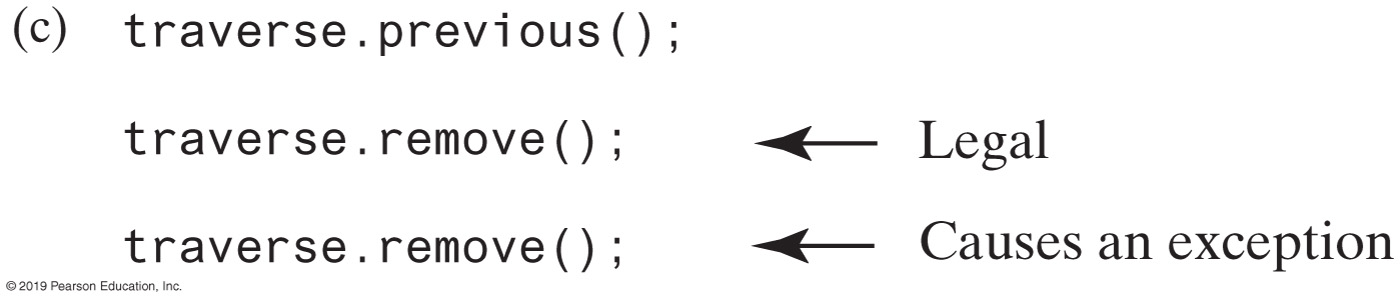 (c) traverse.previous();
traverse.remove(); Legal
traverse.remove(); Causes an exception
© 2019 Pearson Education, Inc.